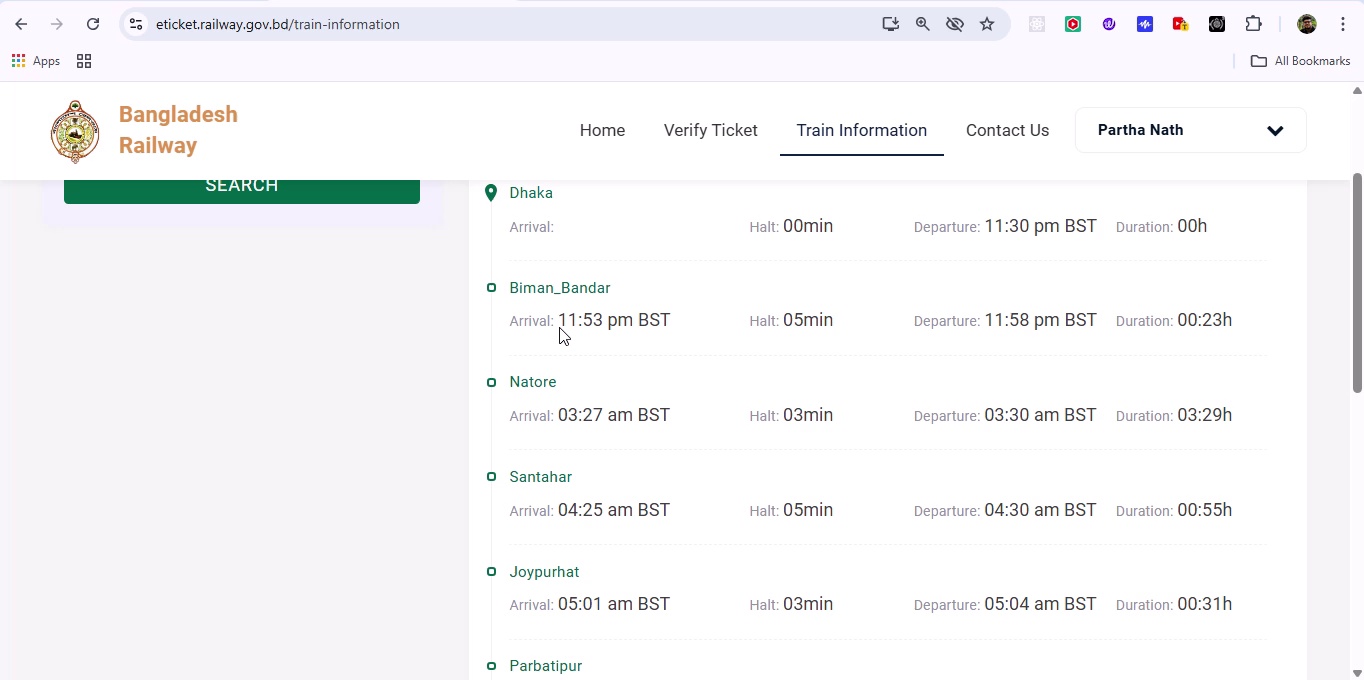 eticket.railway.gov.bd/train-information
Apps
All Bookmarks
Bangladesh
Railway
Home
Verify Ticket
Train Information
Contact Us
Partha Nath
SEARCH
Dhaka
Arrival: Halt: 00min Departure: 11:30 pm BST Duration: 00h
Biman_Bandar
Arrival: 11:53 pm BST Halt: 05min Departure: 11:58 pm BST Duration: 00:23h
Natore
Arrival: 03:27 am BST Halt: 03min Departure: 03:30 am BST Duration: 03:29h
Santahar
Arrival: 04:25 am BST Halt: 05min Departure: 04:30 am BST Duration: 00:55h
Joypurhat
Arrival: 05:01 am BST Halt: 03min Departure: 05:04 am BST Duration: 00:31h
Parbatipur